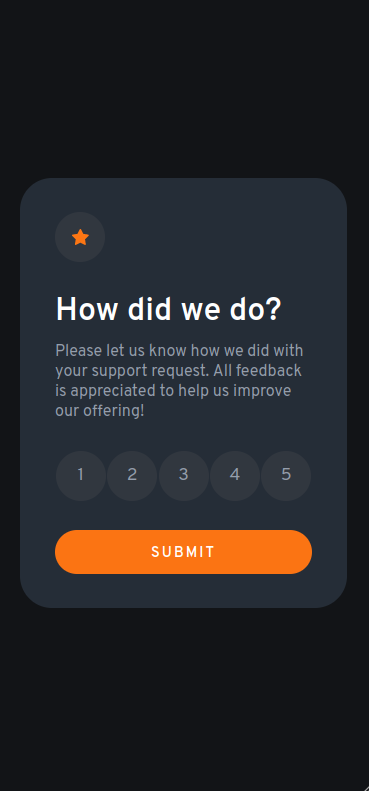 How did we do?
Please let us know how we did with
your support request. All feedback
is appreciated to help us improve
our offering!
1 2 3 4 5
SUBMIT